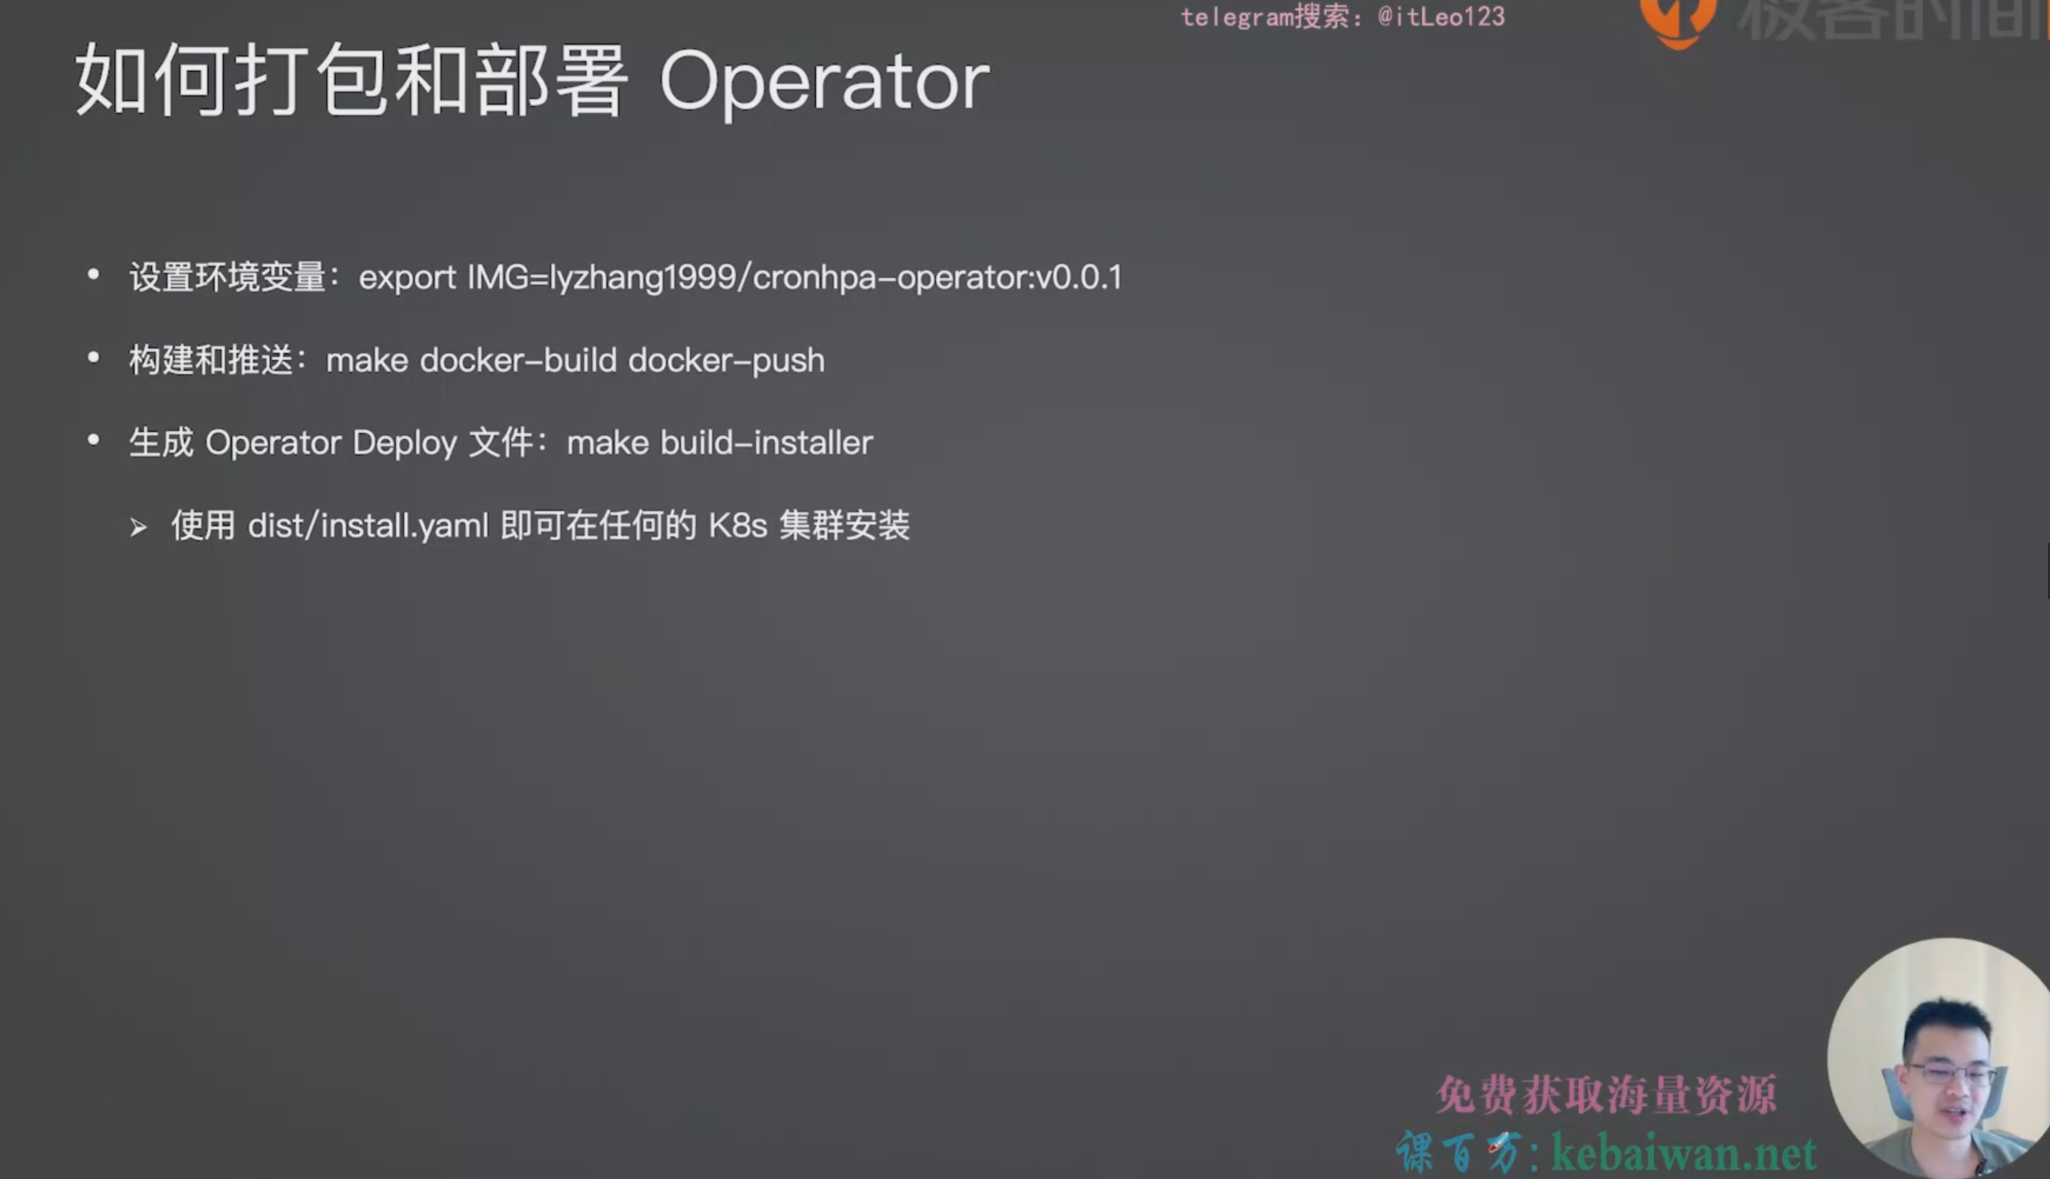 telegram搜索：@itLeo123
极客时间
如何打包和部署 Operator
• 设置环境变量：export IMG=lyzhang1999/cronhpa-operator:v0.0.1
• 构建和推送：make docker-build docker-push
• 生成 Operator Deploy 文件：make build-installer
➢ 使用 dist/install.yaml 即可在任何的 K8s 集群安装
免费获取海量资源
课百万：kebaiwan.net